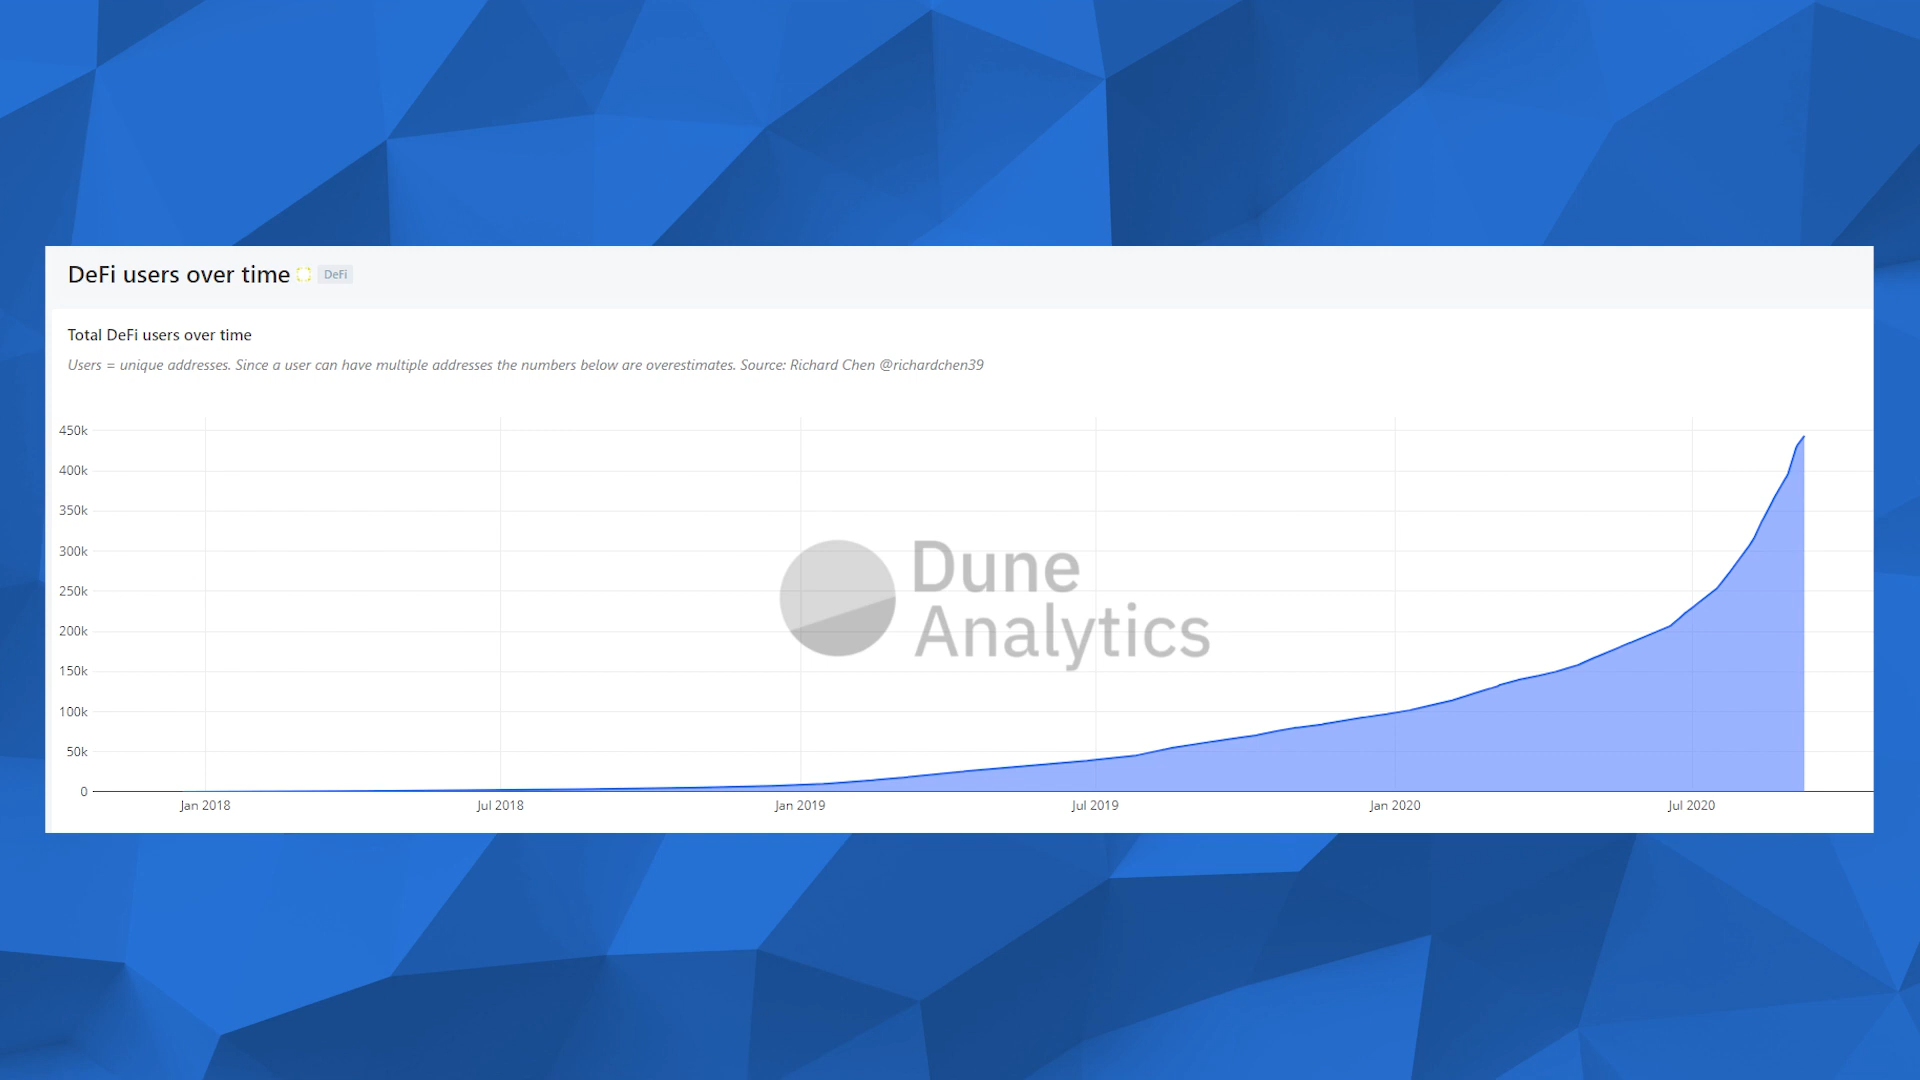 DeFi users over time DeFi
Total DeFi users over time
Users = unique addresses. Since a user can have multiple addresses the numbers below are overestimates. Source: Richard Chen @richardchen39
450k
400k
350k
300k
250k
200k
150k
100k
50k
0
Dune
Analytics
Jan 2018 Jul 2018 Jan 2019 Jul 2019 Jan 2020 Jul 2020